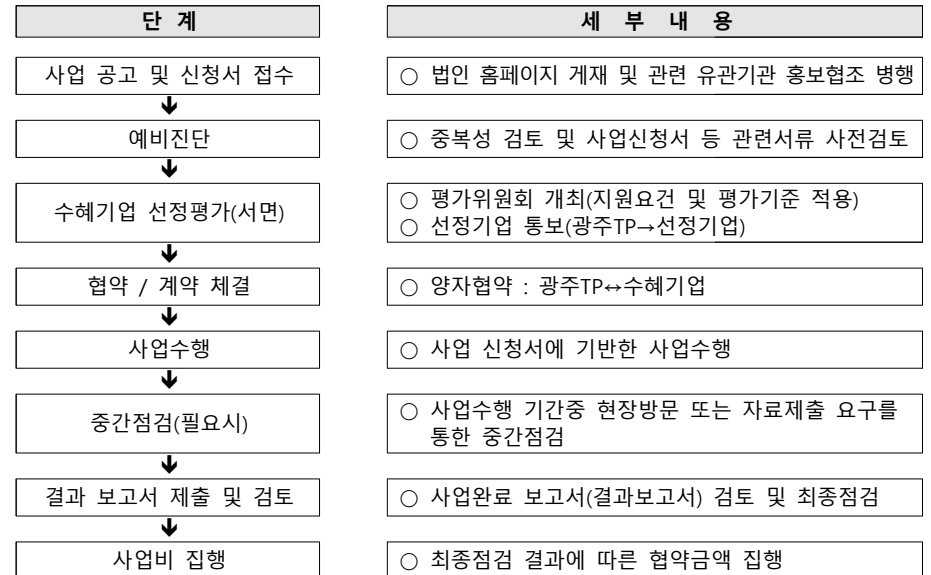 단 계
세 부 내 용
사업 공고 및 신청서 접수
○ 법인 홈페이지 게재 및 관련 유관기관 홍보협조 병행
예비진단
○ 중복성 검토 및 사업신청서 등 관련서류 사전검토
수혜기업 선정평가(서면)
○ 평가위원회 개최(지원요건 및 평가기준 적용)
○ 선정기업 통보(광주TP→선정기업)
협약 / 계약 체결
○ 양자협약 : 광주TP↔수혜기업
사업수행
○ 사업 신청서에 기반한 사업수행
중간점검(필요시)
○ 사업수행 기간중 현장방문 또는 자료제출 요구를
통한 중간점검
결과 보고서 제출 및 검토
○ 사업완료 보고서(결과보고서) 검토 및 최종점검
사업비 집행
○ 최종점검 결과에 따른 협약금액 집행